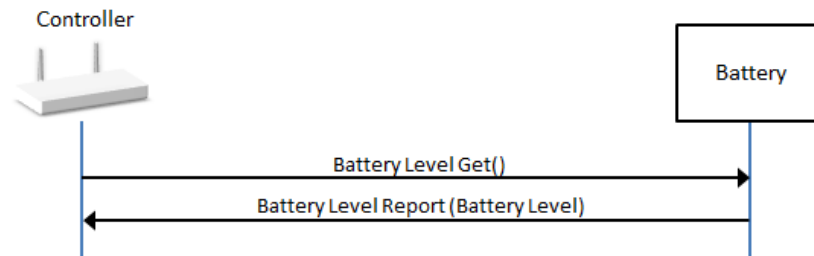 Controller
Battery
Battery Level Get()
Battery Level Report (Battery Level)